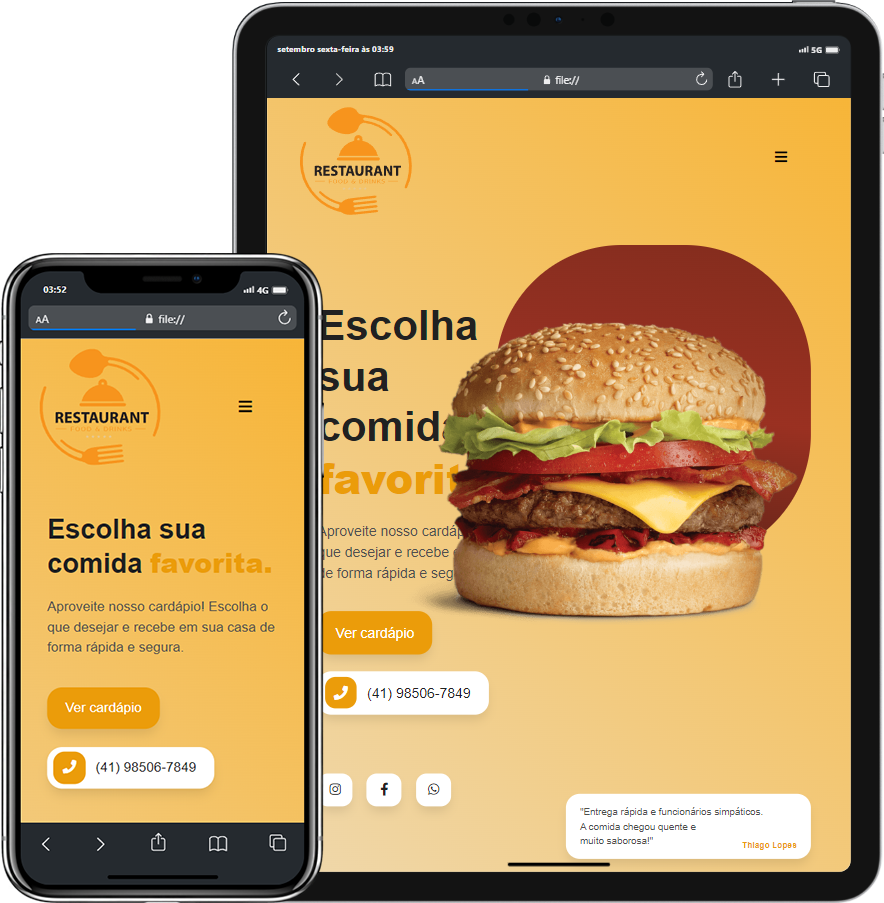 setembro sexta-feira às 03:59
5G
AA
file://
RESTAURANT
FOOD & DRINKS
Escolha
sua
comida
favorit
Aproveite nosso cardáp
que desejar e recebe
de forma rápida e seg
Ver cardápio
(41) 98506-7849
"Entrega rápida e funcionários simpáticos.
A comida chegou quente e
muito saborosa!"
Thiago Lopes
03:52
4G
AA
file://
RESTAURANT
FOOD & DRINKS
Escolha sua
comida favorita.
Aproveite nosso cardápio! Escolha o
que desejar e recebe em sua casa de
forma rápida e segura.
Ver cardápio
(41) 98506-7849